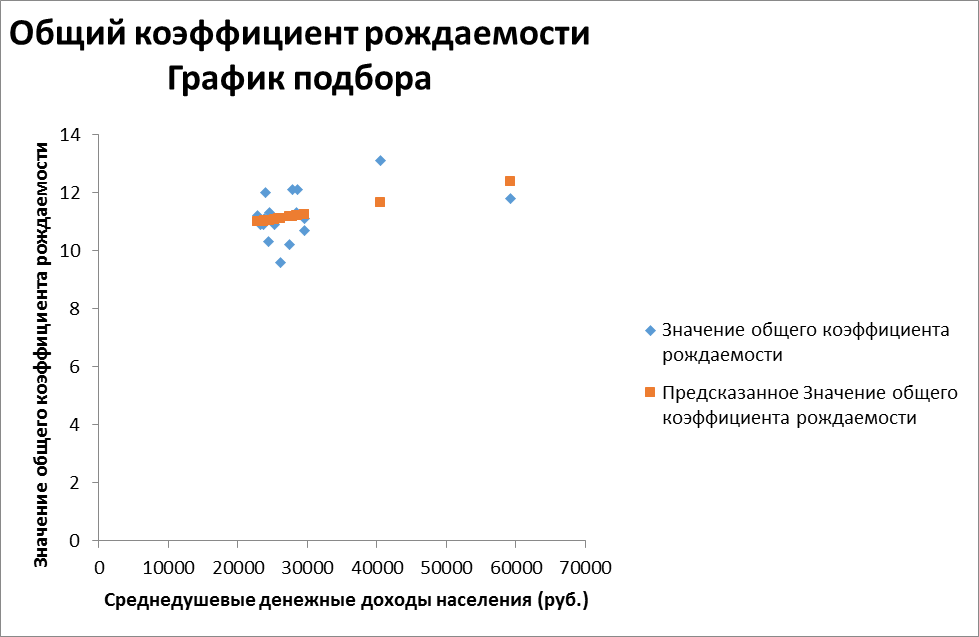 Общий коэффициент рождаемости
График подбора
Значение общего коэффициента рождаемости
14
12
10
8
6
4
2
0
0 10000 20000 30000 40000 50000 60000 70000
Среднедушевые денежные доходы населения (руб.)
Значение общего коэффициента
рождаемости
Предсказанное Значение общего
коэффициента рождаемости